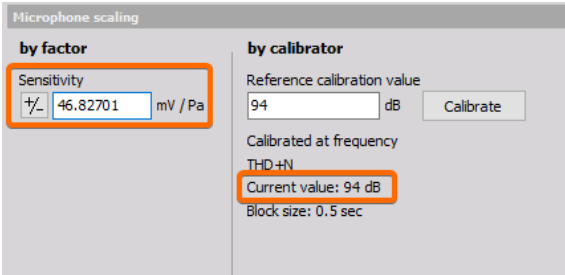 Microphone scaling
by factor
Sensitivity
+/- 46.82701 mV / Pa
by calibrator
Reference calibration value
94 dB Calibrate
Calibrated at frequency
THD+N
Current value: 94 dB
Block size: 0.5 sec